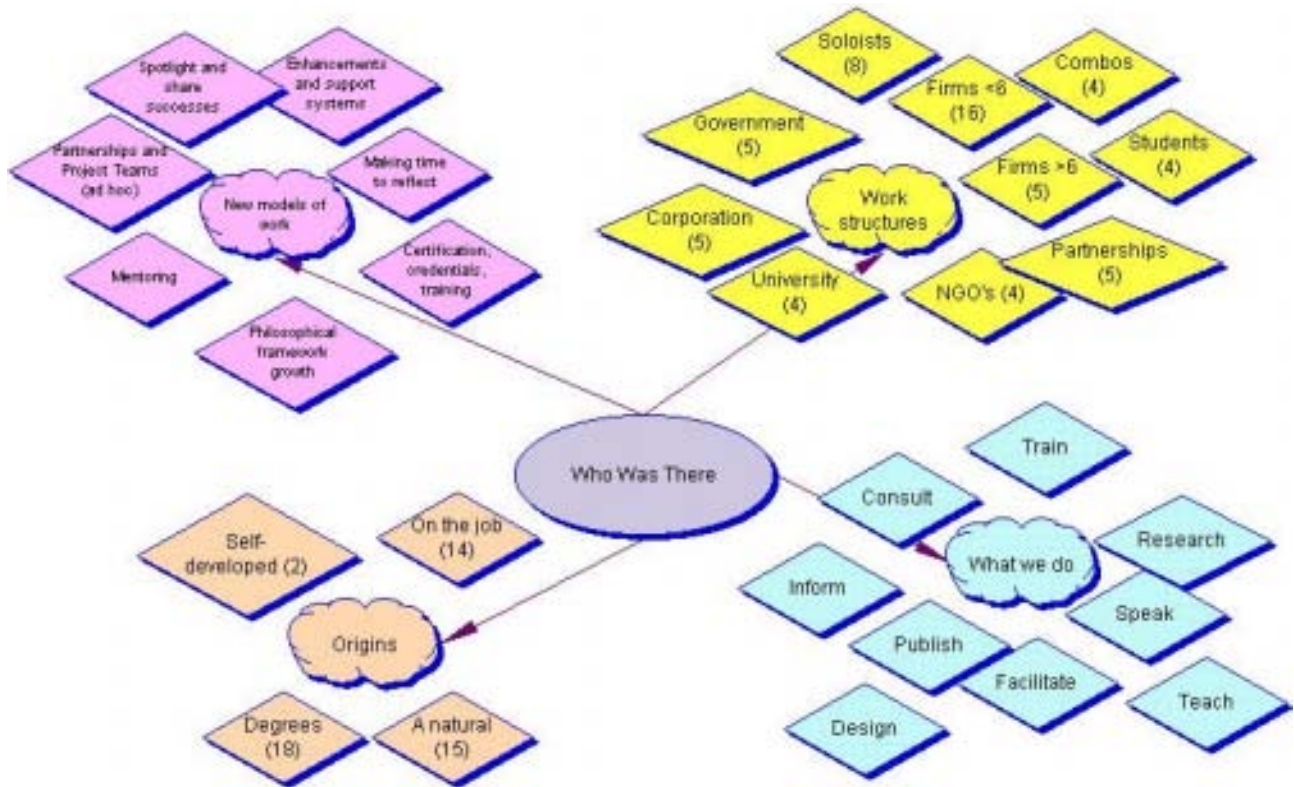 Spotlight and
share
successes
Enhancements
and support
systems
Partnerships and
Project Teams
(ad hoc)
Making time
to reflect
New models of
work
Mentoring
Certification,
credentials,
training
Philosophical
framework
growth
Soloists
(8)
Combos
(4)
Firms <6
(16)
Government
(5)
Students
(4)
Firms >6
(5)
Work
structures
Corporation
(5)
Partnerships
(5)
University
(4)
NGO's (4)
Who Was There
Self-
developed (2)
On the job
(14)
Origins
Degrees
(18)
A natural
(15)
Train
Consult
Research
What we do
Inform
Speak
Publish
Facilitate
Teach
Design